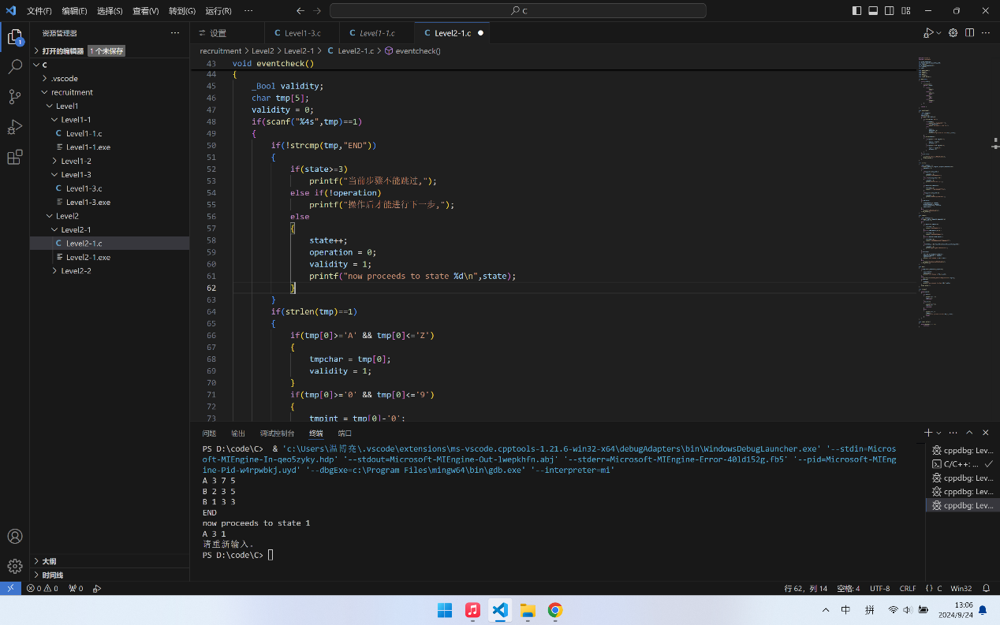 文件(F) 编辑(E) 选择(S) 查看(V) 转到(G) 运行(R) ··· C
资源管理器 ···
设置 C Level1-3.c C Level1-1.c C Level2-1.c
打开的编辑器 1 个未保存
recruitment > Level2 > Level2-1 > C Level2-1.c > eventcheck()
C
.vscode
recruitment
Level1
Level1-1
C Level1-1.c
Level1-1.exe
Level1-2
Level1-3
C Level1-3.c
Level1-3.exe
Level2
Level2-1
C Level2-1.c
Level2-1.exe
Level2-2
大纲
时间线
43 void eventcheck()
44 {
45 _Bool validity;
46 char tmp[5];
47 validity = 0;
48 if(scanf("%4s",tmp)==1)
49 {
50 if(!strcmp(tmp,"END"))
51 {
52 if(state>=3)
53 printf("当前步骤不能跳过,");
54 else if(!operation)
55 printf("操作后才能进行下一步,");
56 else
57 {
58 state++;
59 operation = 0;
60 validity = 1;
61 printf("now proceeds to state %d\n",state);
62 }
63 }
64 if(strlen(tmp)==1)
65 {
66 if(tmp[0]>='A' && tmp[0]<='Z')
67 {
68 tmpchar = tmp[0];
69 validity = 1;
70 }
71 if(tmp[0]>='0' && tmp[0]<='9')
72 {
73 tmpint = tmp[0]-'0';
问题 输出 调试控制台 终端 端口
PS D:\code\C> & 'c:\Users\温博充\.vscode\extensions\ms-vscode.cpptools-1.21.6-win32-x64\debugAdapters\bin\WindowsDebugLauncher.exe' '--stdin=Micros
oft-MIEngine-In-qeo5zyky.hdp' '--stdout=Microsoft-MIEngine-Out-lwepkhfn.abj' '--stderr=Microsoft-MIEngine-Error-40ld152g.fb5' '--pid=Microsoft-MIEng
ine-Pid-w4rpwbkj.uyd' '--dbgExe=c:\Program Files\mingw64\bin\gdb.exe' '--interpreter=mi'
A 3 7 5
B 2 3 5
B 1 3 3
END
now proceeds to state 1
A 3 1
请重新输入.
PS D:\code\C>
cppdbg: Lev...
C/C++: ...
cppdbg: Lev...
cppdbg: Lev...
cppdbg: Lev...
0 0 0
行 62，列 14 空格: 4 UTF-8 CRLF {} C Win32
中 拼
13:06
2024/9/24